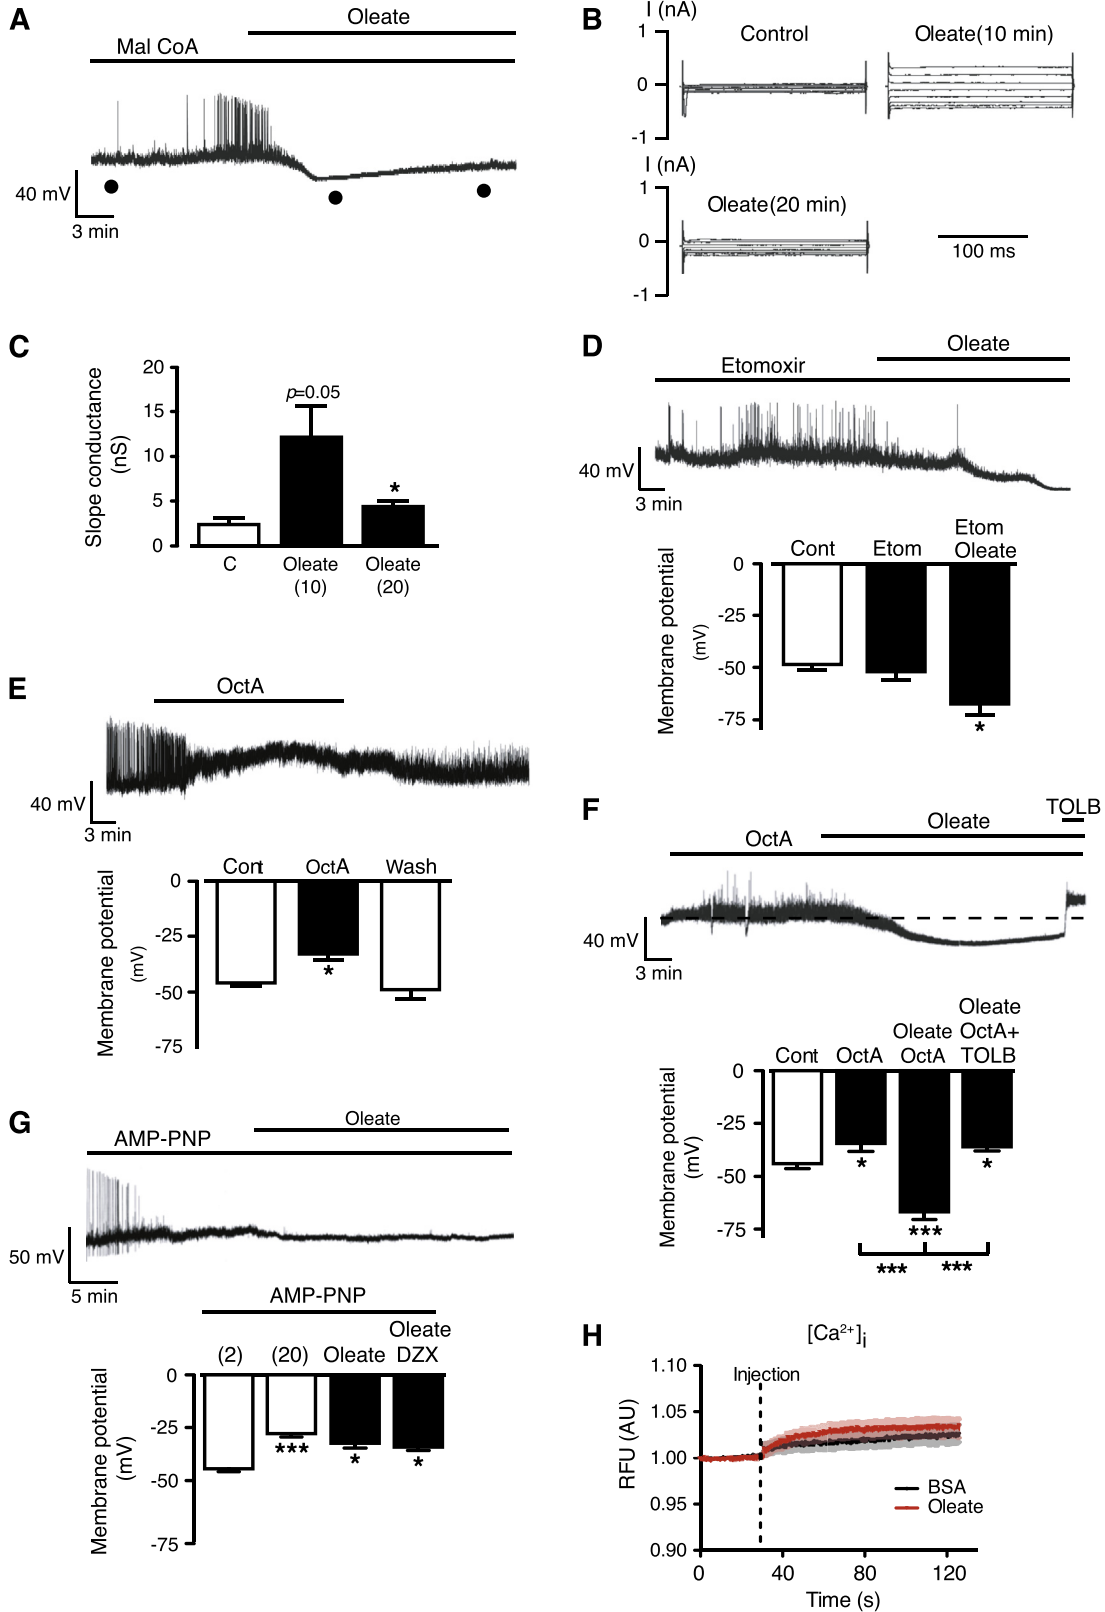 A
Oleate
Mal CoA
40 mV
3 min
B
I (nA)
Control
Oleate(10 min)
1
0
-1
I (nA)
Oleate(20 min)
1
0
-1
100 ms
C
Slope conductance
(nS)
20
15
10
5
0
p=0.05
*
C
Oleate
(10)
Oleate
(20)
D
Oleate
Etomoxir
40 mV
3 min
Membrane potential
(mV)
Cont
Etom
Etom
Oleate
0
-25
-50
-75
*
E
OctA
40 mV
3 min
Membrane potential
(mV)
Cont
OctA
Wash
0
-25
-50
-75
*
F
TOLB
Oleate
OctA
40 mV
3 min
Membrane potential
(mV)
Cont
OctA
Oleate
OctA
Oleate
OctA+
TOLB
0
-25
-50
-75
*
***
*
***
***
G
Oleate
AMP-PNP
50 mV
5 min
AMP-PNP
Membrane potential
(mV)
(2)
(20)
Oleate
Oleate
DZX
0
-25
-50
-75
***
*
*
H
[Ca2+]i
Injection
RFU (AU)
1.10
1.05
1.00
0.95
0.90
BSA
Oleate
0
40
80
120
Time (s)